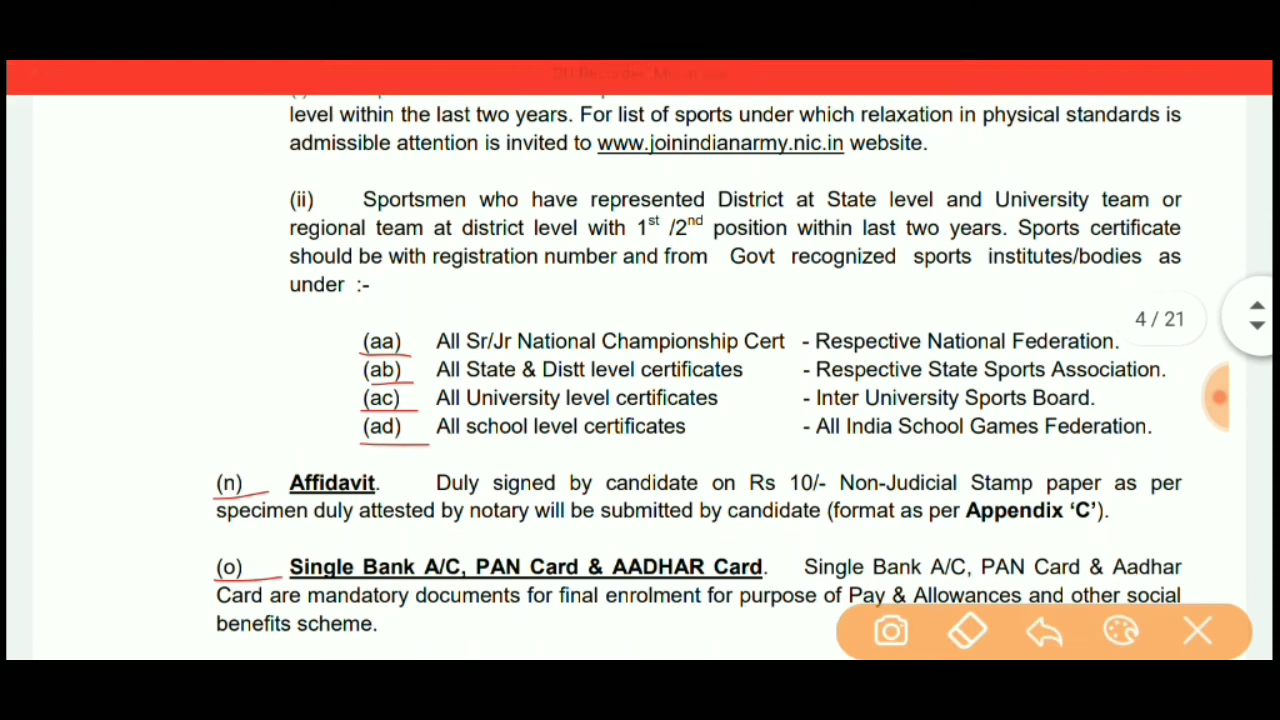 level within the last two years. For list of sports under which relaxation in physical standards is
admissible attention is invited to www.joinindianarmy.nic.in website.
(ii) Sportsmen who have represented District at State level and University team or
regional team at district level with 1st /2nd position within last two years. Sports certificate
should be with registration number and from Govt recognized sports institutes/bodies as
under :-
4 / 21
(aa) All Sr/Jr National Championship Cert - Respective National Federation.
(ab) All State & Distt level certificates - Respective State Sports Association.
(ac) All University level certificates - Inter University Sports Board.
(ad) All school level certificates - All India School Games Federation.
(n) Affidavit. Duly signed by candidate on Rs 10/- Non-Judicial Stamp paper as per
specimen duly attested by notary will be submitted by candidate (format as per Appendix ‘C’).
(o) Single Bank A/C, PAN Card & AADHAR Card. Single Bank A/C, PAN Card & Aadhar
Card are mandatory documents for final enrolment for purpose of Pay & Allowances and other social
benefits scheme.